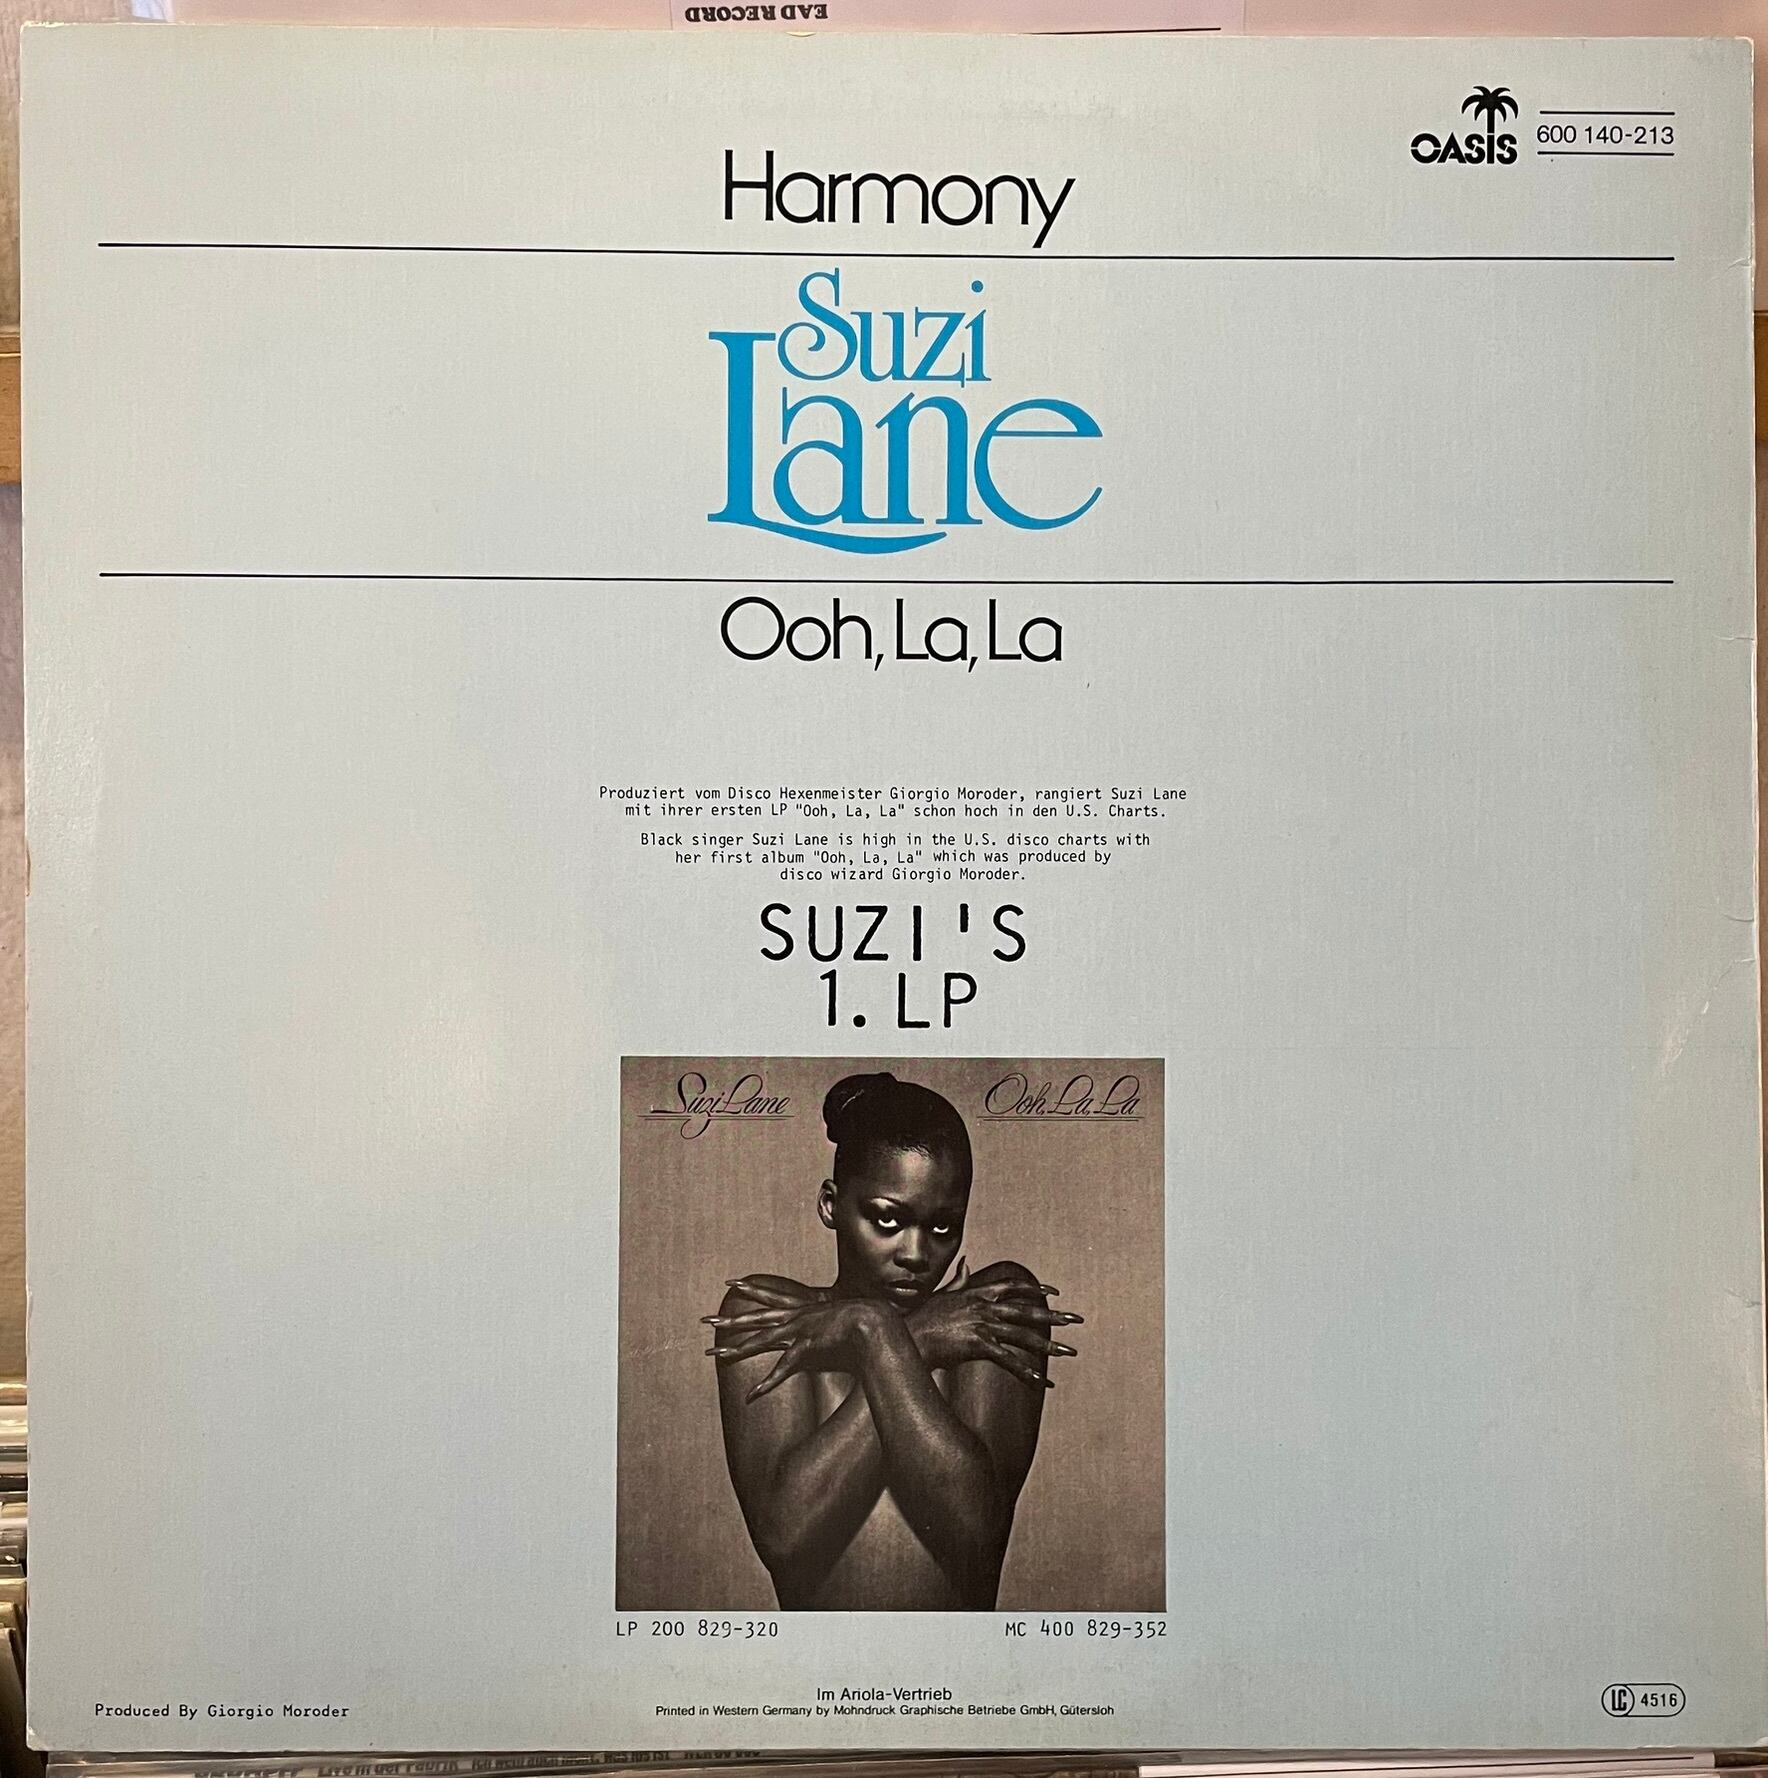 EAD RECORD
OASIS 600 140-213
Harmony
Suzi
Lane
Ooh, La, La
Produziert vom Disco Hexenmeister Giorgio Moroder, rangiert Suzi Lane
mit ihrer ersten LP "Ooh, La, La" schon hoch in den U.S. Charts.
Black singer Suzi Lane is high in the U.S. disco charts with
her first album "Ooh, La, La" which was produced by
disco wizard Giorgio Moroder.
SUZI'S
1. LP
Suzi Lane Ooh, La, La
LP 200 829-320 MC 400 829-352
Im Ariola-Vertrieb
Produced By Giorgio Moroder
Printed in Western Germany by Mohndruck Graphische Betriebe GmbH, Gütersloh
LC 4516